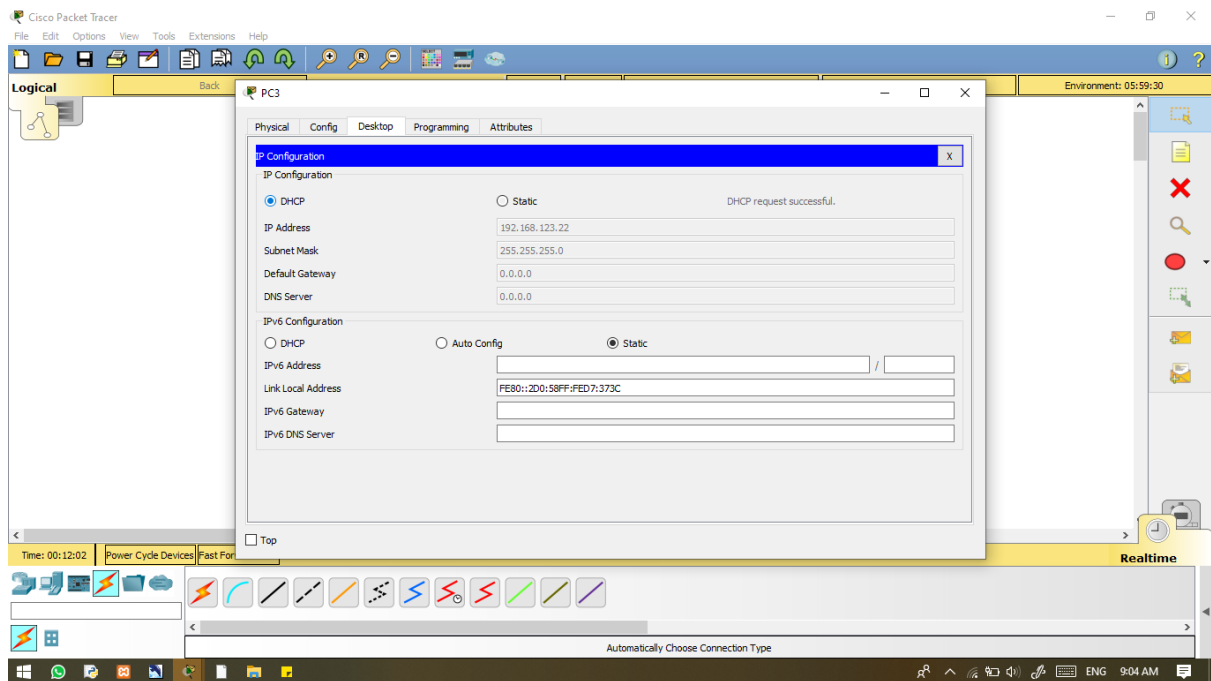 Cisco Packet Tracer
File Edit Options View Tools Extensions Help
Logical
Back
Environment: 05:59:30
PC3
Physical Config Desktop Programming Attributes
IP Configuration
X
IP Configuration
DHCP Static DHCP request successful.
IP Address 192.168.123.22
Subnet Mask 255.255.255.0
Default Gateway 0.0.0.0
DNS Server 0.0.0.0
IPv6 Configuration
DHCP Auto Config Static
IPv6 Address /
Link Local Address FE80::2D0:58FF:FED7:373C
IPv6 Gateway
IPv6 DNS Server
Top
Time: 00:12:02 Power Cycle Devices Fast For
Realtime
Automatically Choose Connection Type
ENG 9:04 AM